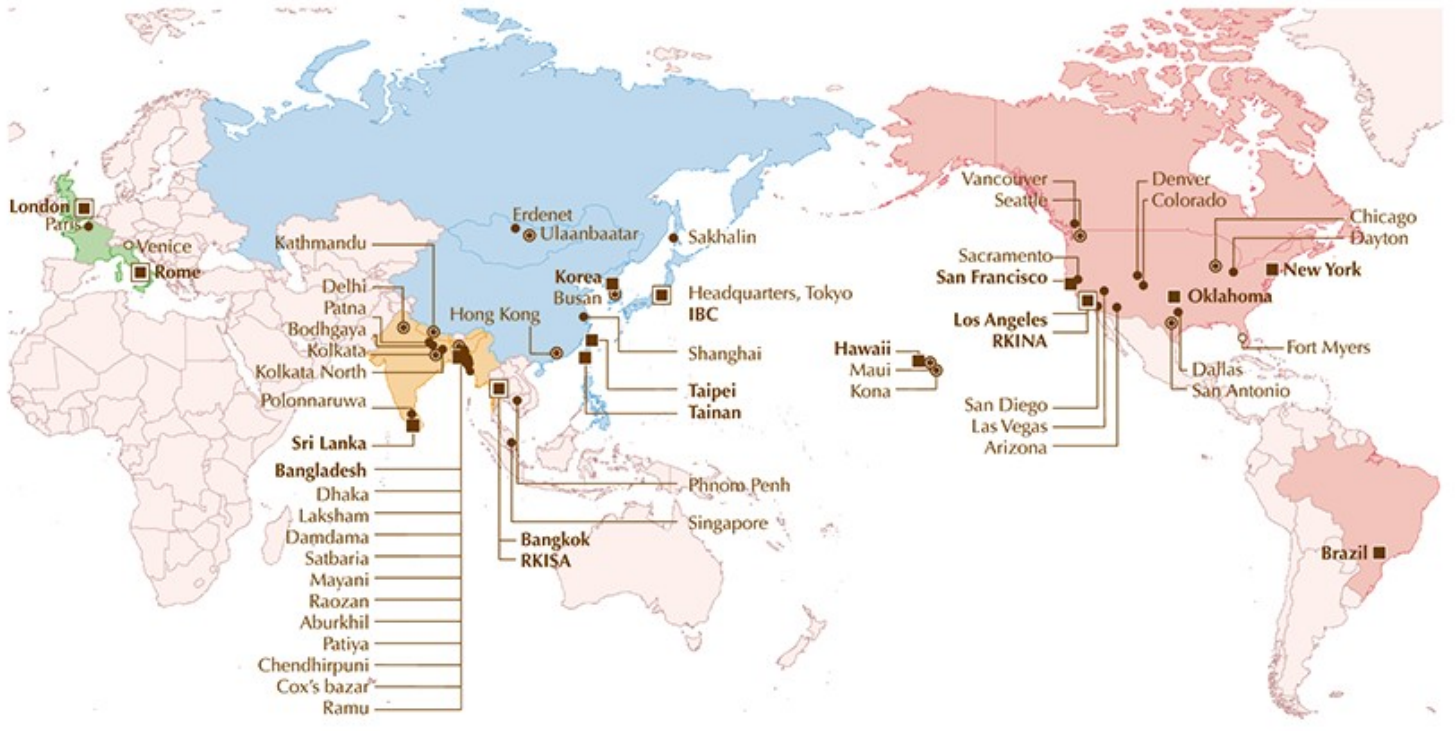 London
Paris
Venice
Rome
Kathmandu
Delhi
Patna
Bodhgaya
Kolkata
Kolkata North
Polonnaruwa
Sri Lanka
Bangladesh
Dhaka
Laksham
Damdama
Satbaria
Mayani
Raozan
Aburkhil
Patiya
Chendhirpuni
Cox's bazar
Ramu
Erdenet
Ulaanbaatar
Sakhalin
Korea
Busan
Headquarters, Tokyo
IBC
Hong Kong
Shanghai
Taipei
Tainan
Phnom Penh
Singapore
Bangkok
RKISA
Hawaii
Maui
Kona
Vancouver
Seattle
Sacramento
San Francisco
Los Angeles
RKINA
San Diego
Las Vegas
Arizona
Denver
Colorado
Chicago
Dayton
New York
Oklahoma
Fort Myers
Dallas
San Antonio
Brazil